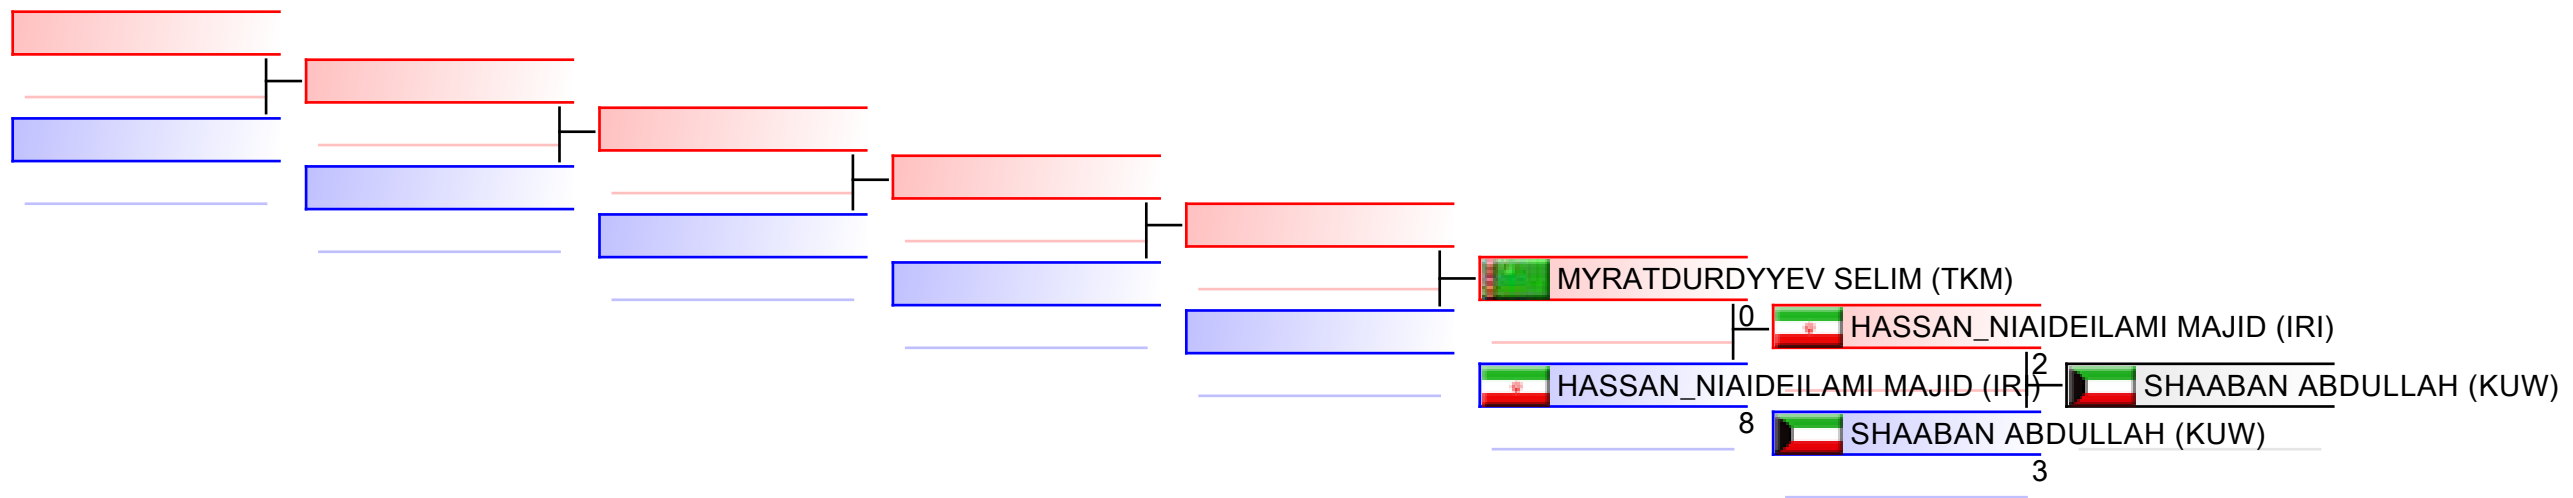 MYRATDURDYYEV SELIM (TKM)
0
HASSAN_NIAIDEILAMI MAJID (IRI)
2
HASSAN_NIAIDEILAMI MAJID (IRI)
SHAABAN ABDULLAH (KUW)
8
SHAABAN ABDULLAH (KUW)
3